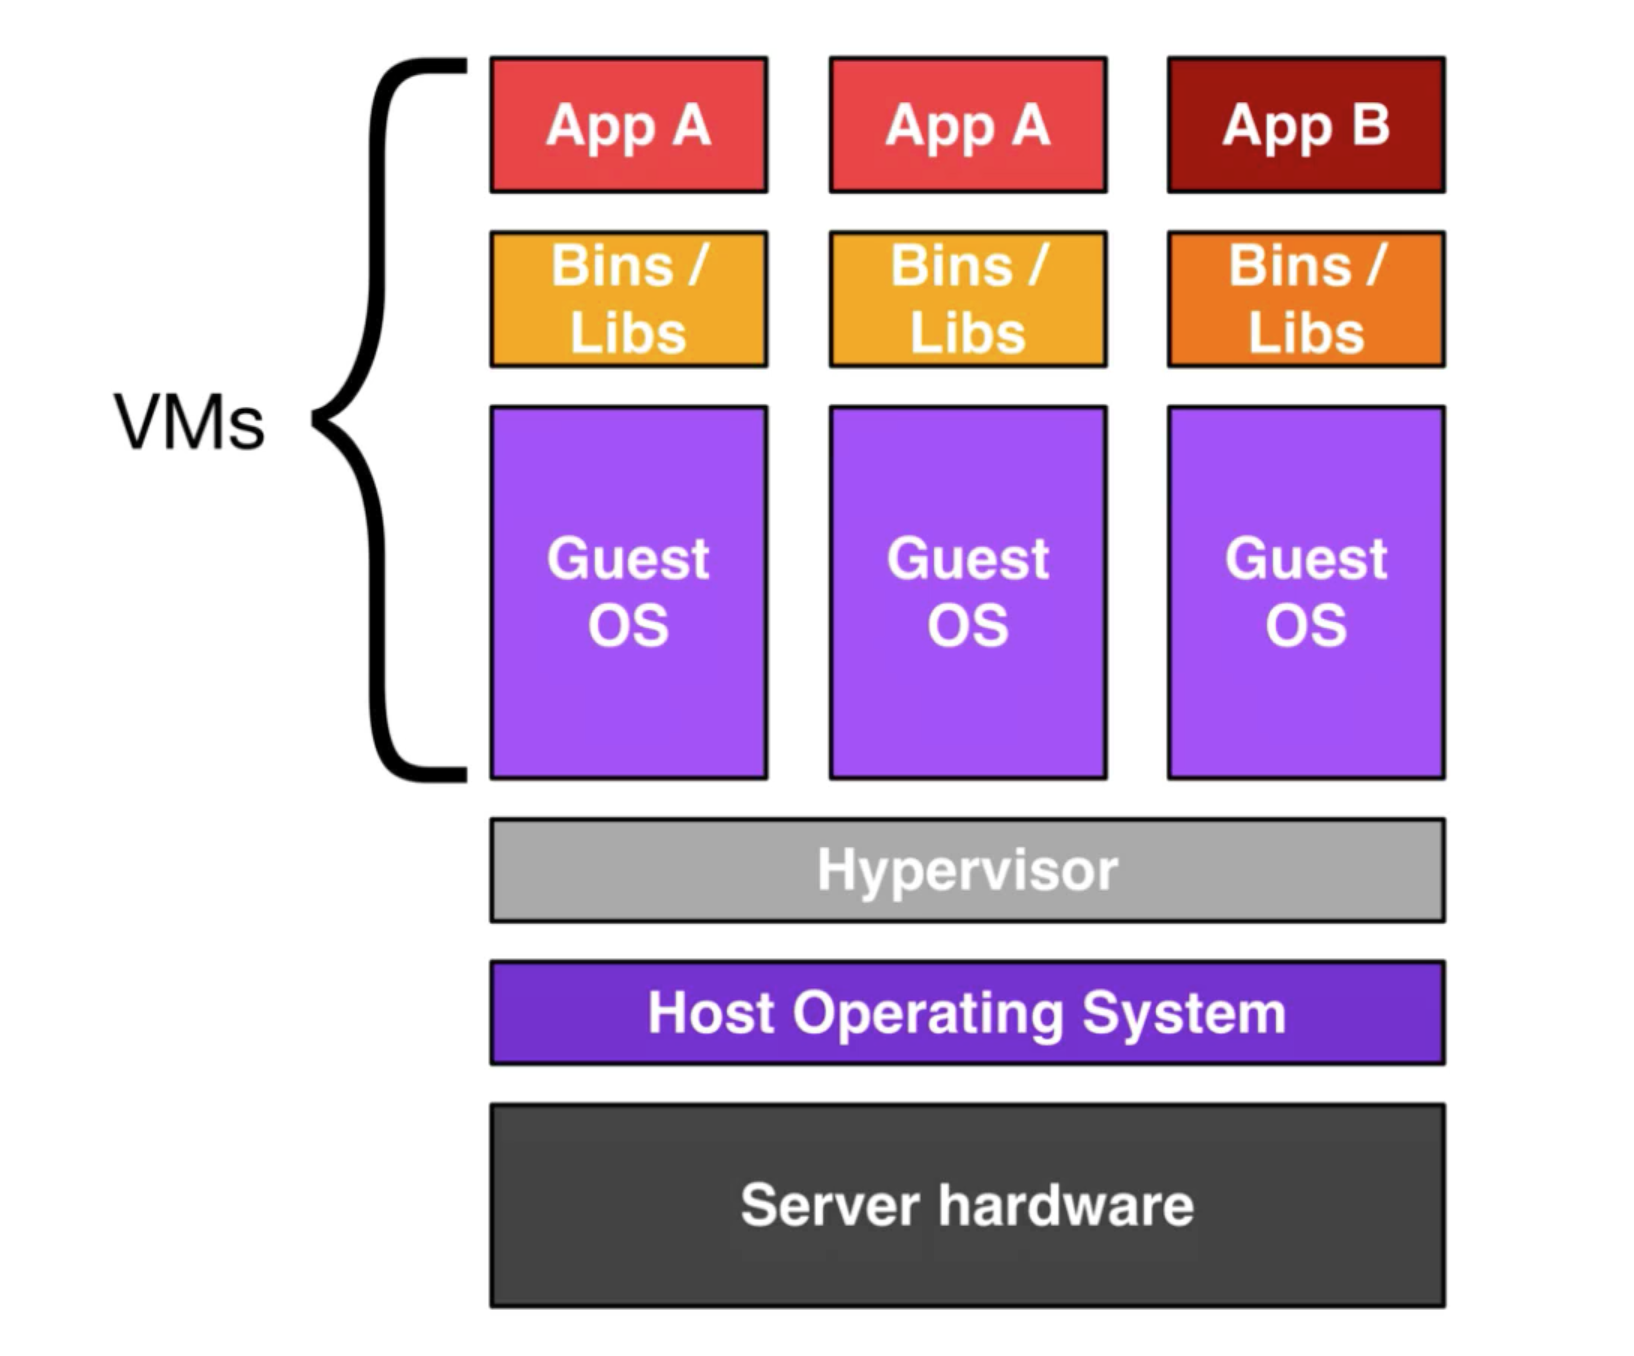 App A
App A
App B
Bins /
Libs
Bins /
Libs
Bins /
Libs
VMs
Guest
OS
Guest
OS
Guest
OS
Hypervisor
Host Operating System
Server hardware